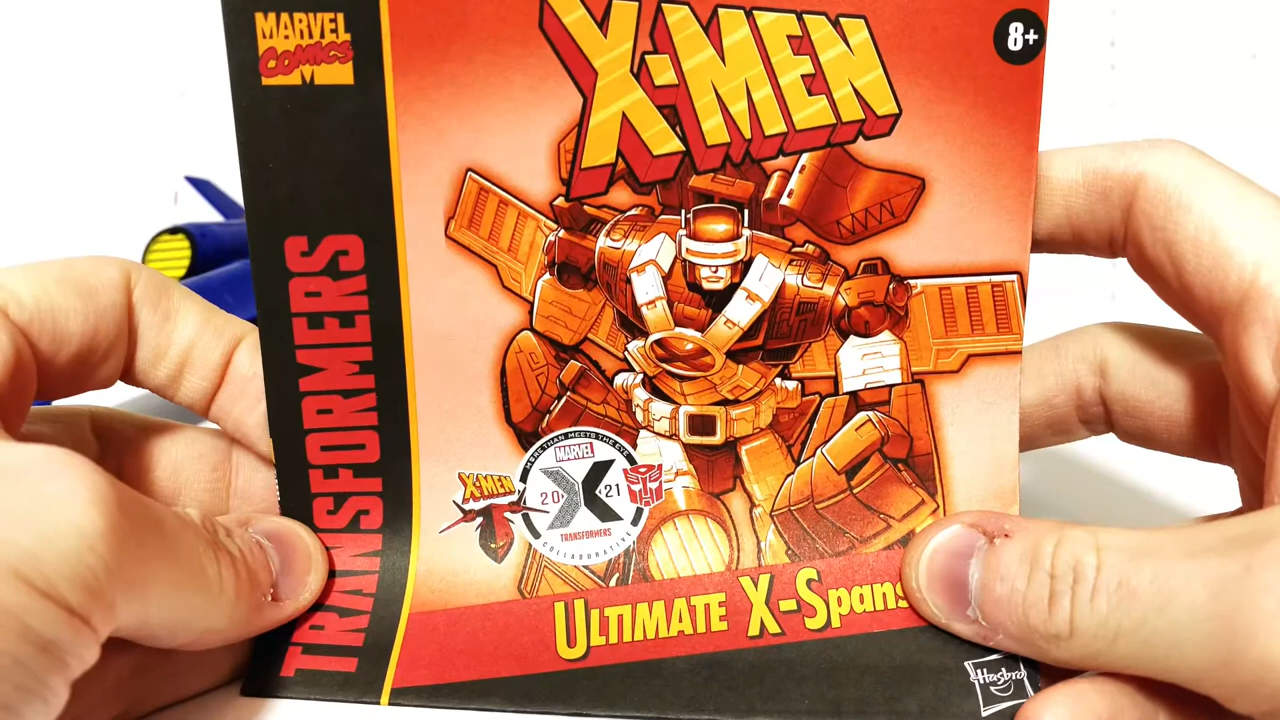 MARVEL
COMICS
TRANSFORMERS
X-MEN
8+
X-MEN
MORE THAN MEETS THE EYE
MARVEL
X
20 21
TRANSFORMERS
COLLABORATIVE
ULTIMATE X-Spans
Hasbro